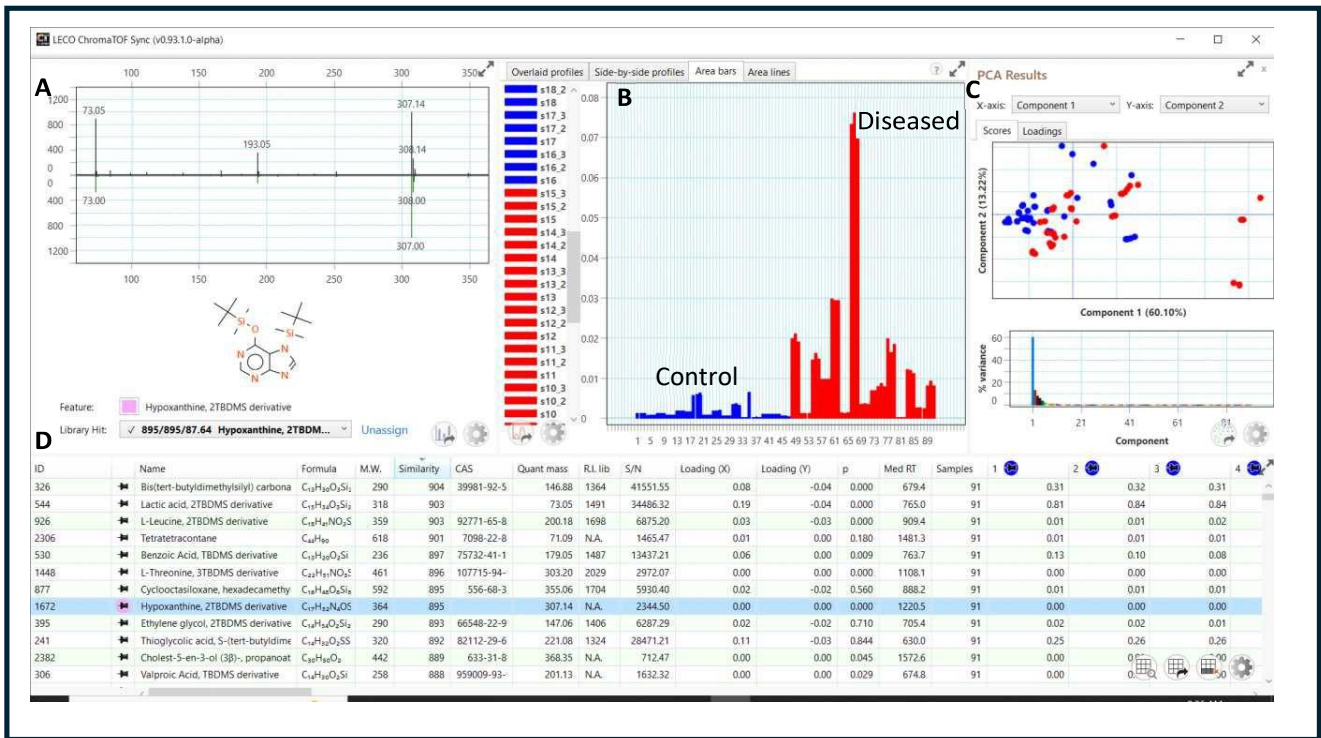 LECO ChromaTOF Sync (v0.93.1.0-alpha)
A
100 150 200 250 300 350
1200
800
400
0
0
400
800
1200
73.05
193.05
307.14
308.14
73.00
308.00
307.00
100 150 200 250 300 350
Si
O
Si
N
N
N
N
Feature: Hypoxanthine, 2TBDMS derivative
Library Hit: ✓ 895/895/87.64 Hypoxanthine, 2TBDM... Unassign
Overlaid profiles Side-by-side profiles Area bars Area lines ?
s18_2
s18
s17_3
s17_2
s17
s16_3
s16_2
s16
s15_3
s15_2
s15
s14_3
s14_2
s14
s13_3
s13_2
s13
s12_3
s12_2
s12
s11_3
s11_2
s11
s10_3
s10_2
s10
B
0.08
0.07
0.06
0.05
0.04
0.03
0.02
0.01
0
Diseased
Control
1 5 9 13 17 21 25 29 33 37 41 45 49 53 57 61 65 69 73 77 81 85 89
PCA Results x
C
X-axis: Component 1 Y-axis: Component 2
Scores Loadings
Component 2 (13.22%)
Component 1 (60.10%)
% variance
60
40
20
0
1 21 41 61 81
Component
D
ID Name Formula M.W. Similarity CAS Quant mass R.I. lib S/N Loading (X) Loading (Y) p Med RT Samples 1 2 3 4
326 Bis(tert-butyldimethylsilyl) carbona C₁₃H₃₀O₃Si₂ 290 904 39981-92-5 146.88 1364 41551.55 0.08 -0.04 0.000 679.4 91 0.31 0.32 0.31
544 Lactic acid, 2TBDMS derivative C₁₅H₃₄O₃Si₂ 318 903 73.05 1491 34486.32 0.19 -0.04 0.000 765.0 91 0.81 0.84 0.84
926 L-Leucine, 2TBDMS derivative C₁₈H₄₁NO₂S 359 903 92771-65-8 200.18 1698 6875.20 0.03 -0.03 0.000 909.4 91 0.01 0.01 0.02
2306 Tetratetracontane C₄₄H₉₀ 618 901 7098-22-8 71.09 N.A. 1465.47 0.01 0.00 0.180 1481.3 91 0.01 0.01 0.01
530 Benzoic Acid, TBDMS derivative C₁₃H₂₀O₂Si 236 897 75732-41-1 179.05 1487 13437.21 0.06 0.00 0.009 763.7 91 0.13 0.10 0.08
1448 L-Threonine, 3TBDMS derivative 461 896 107715-94- 303.20 2029 2972.07 0.00 0.00 0.000 1108.1 91 0.00 0.00 0.00
877 Cyclooctasiloxane, hexadecamethy C₁₆H₄₈O₈Si₈ 592 895 556-68-3 355.06 1704 5930.40 0.02 -0.02 0.560 888.2 91 0.01 0.01 0.01
1672 Hypoxanthine, 2TBDMS derivative C₁₇H₃₂N₄OS 364 895 307.14 N.A. 2344.50 0.00 0.00 0.000 1220.5 91 0.00 0.00 0.00
395 Ethylene glycol, 2TBDMS derivative 290 893 66548-22-9 147.06 1406 6287.29 0.02 -0.02 0.710 705.4 91 0.02 0.02 0.01
241 Thioglycolic acid, S-(tert-butyldime 320 892 82112-29-6 221.08 1324 28471.21 0.11 -0.03 0.844 630.0 91 0.25 0.26 0.26
2382 Cholest-5-en-3-ol (3β)-, propanoat C₃₀H₅₀O₂ 442 889 633-31-8 368.35 N.A. 712.47 0.00 0.00 0.045 1572.6 91 0.00
306 Valproic Acid, TBDMS derivative C₁₄H₃₀O₂Si 258 888 959009-93- 201.13 N.A. 1632.32 0.00 0.00 0.029 674.8 91 0.00